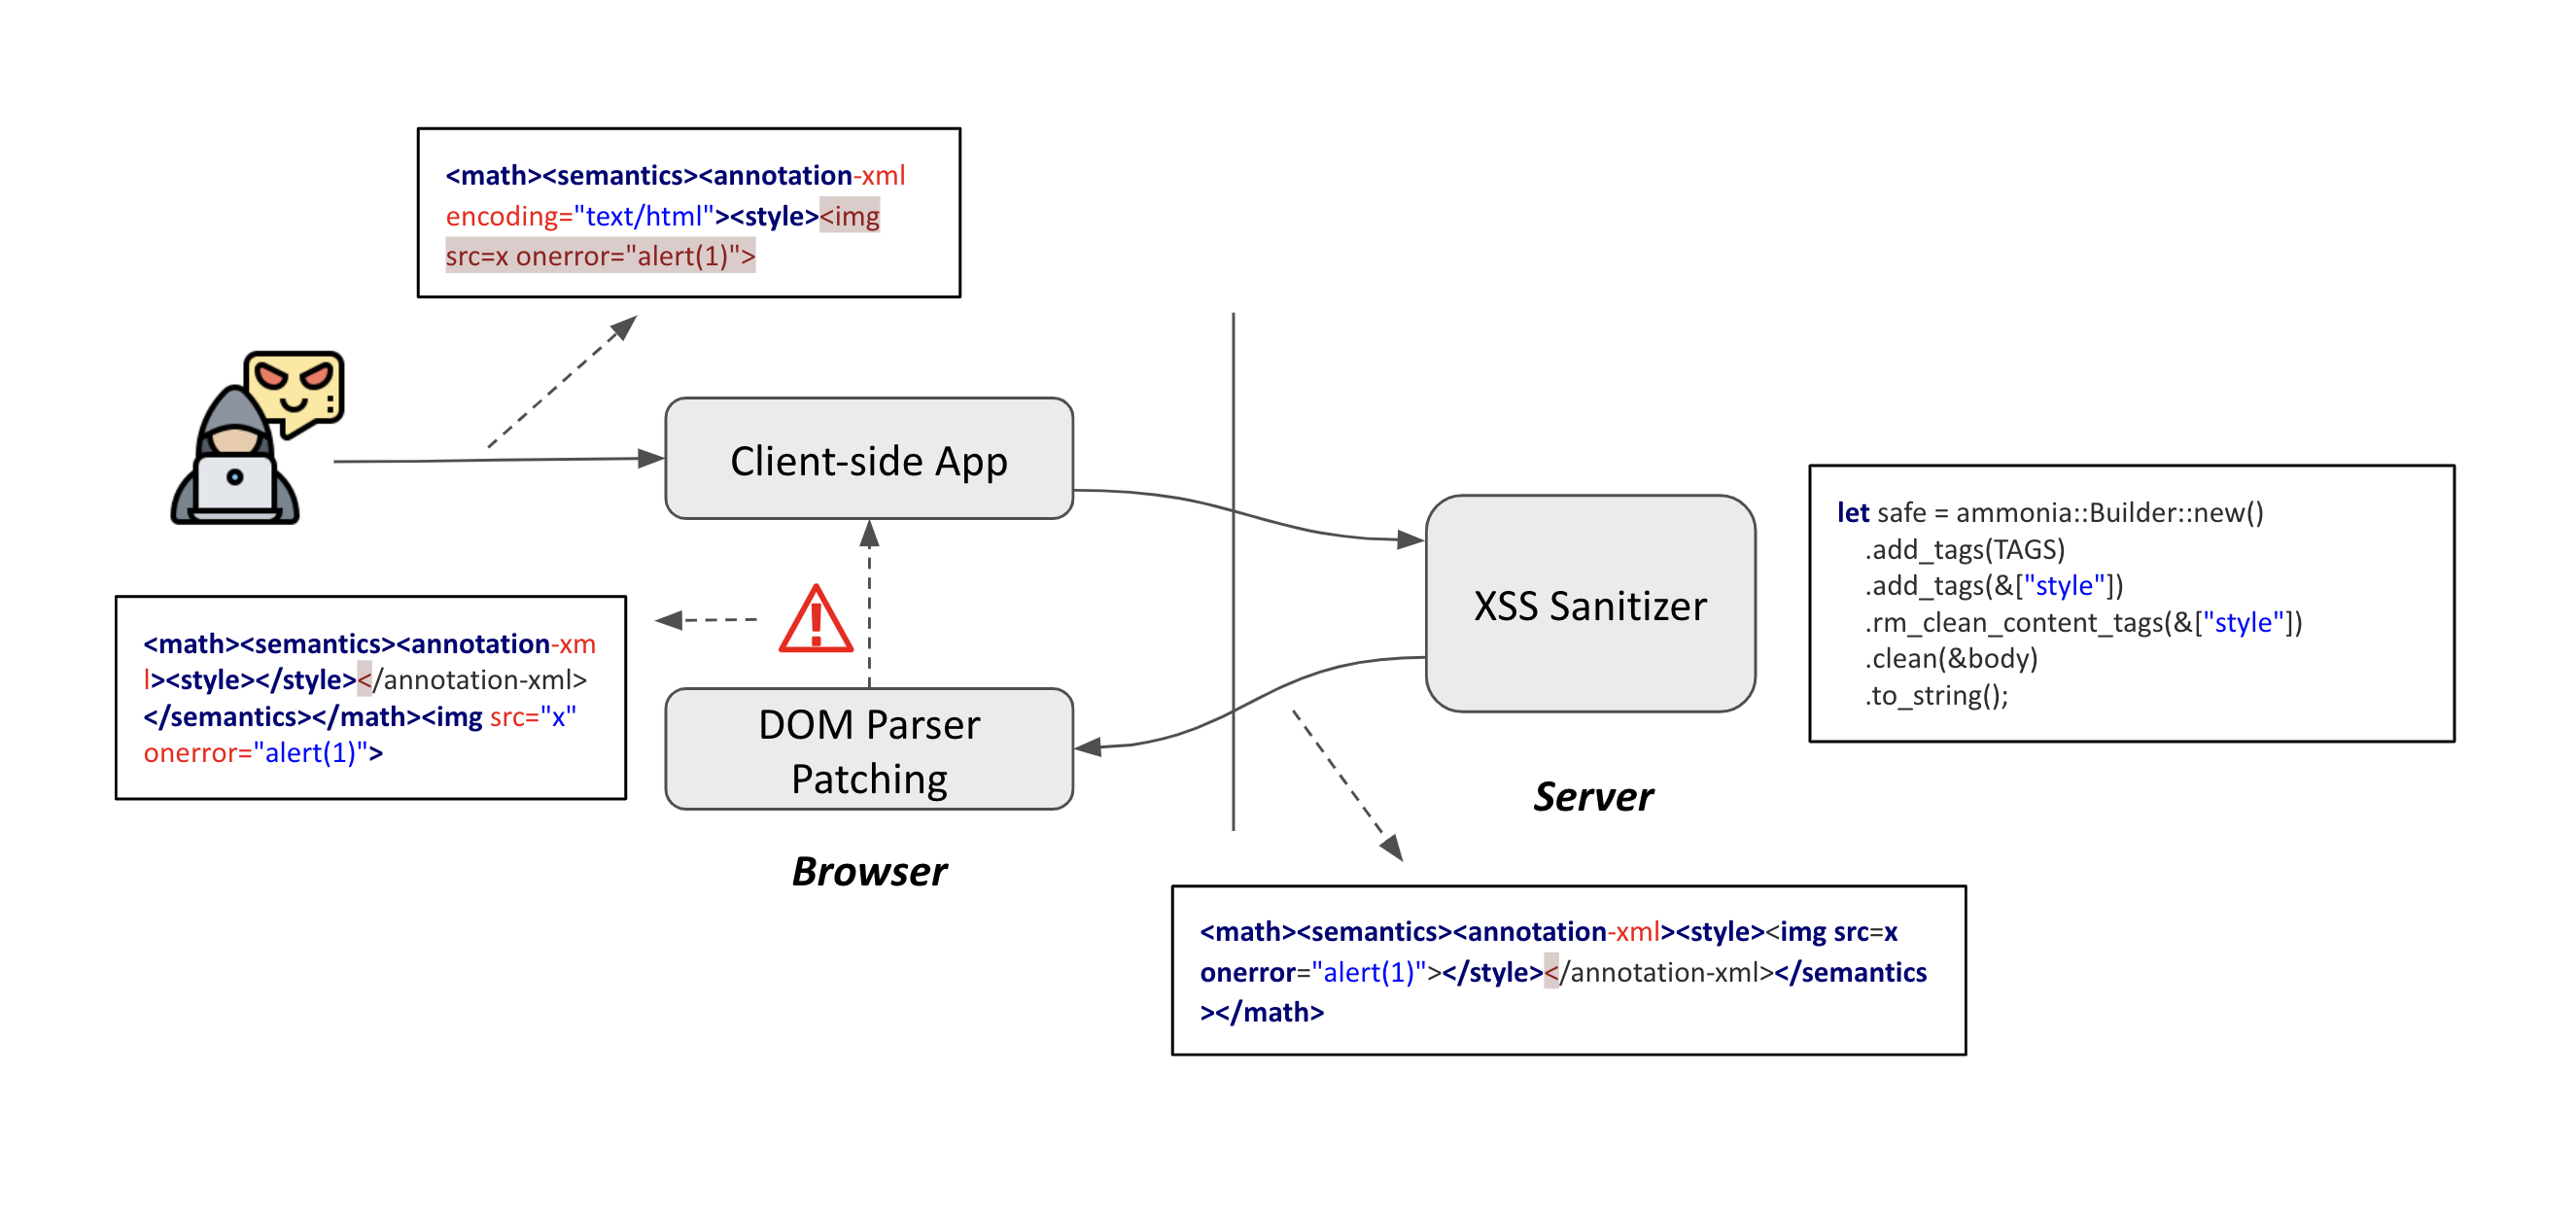 <math><semantics><annotation-xml
encoding="text/html"><style><img
src=x onerror="alert(1)">
Client-side App
let safe = ammonia::Builder::new()
.add_tags(TAGS)
.add_tags(&["style"])
.rm_clean_content_tags(&["style"])
.clean(&body)
.to_string();
XSS Sanitizer
<math><semantics><annotation-xm
l><style></style></annotation-xml>
</semantics></math><img src="x"
onerror="alert(1)">
DOM Parser
Patching
Server
Browser
<math><semantics><annotation-xml><style><img src=x
onerror="alert(1)"></style></annotation-xml></semantics
></math>